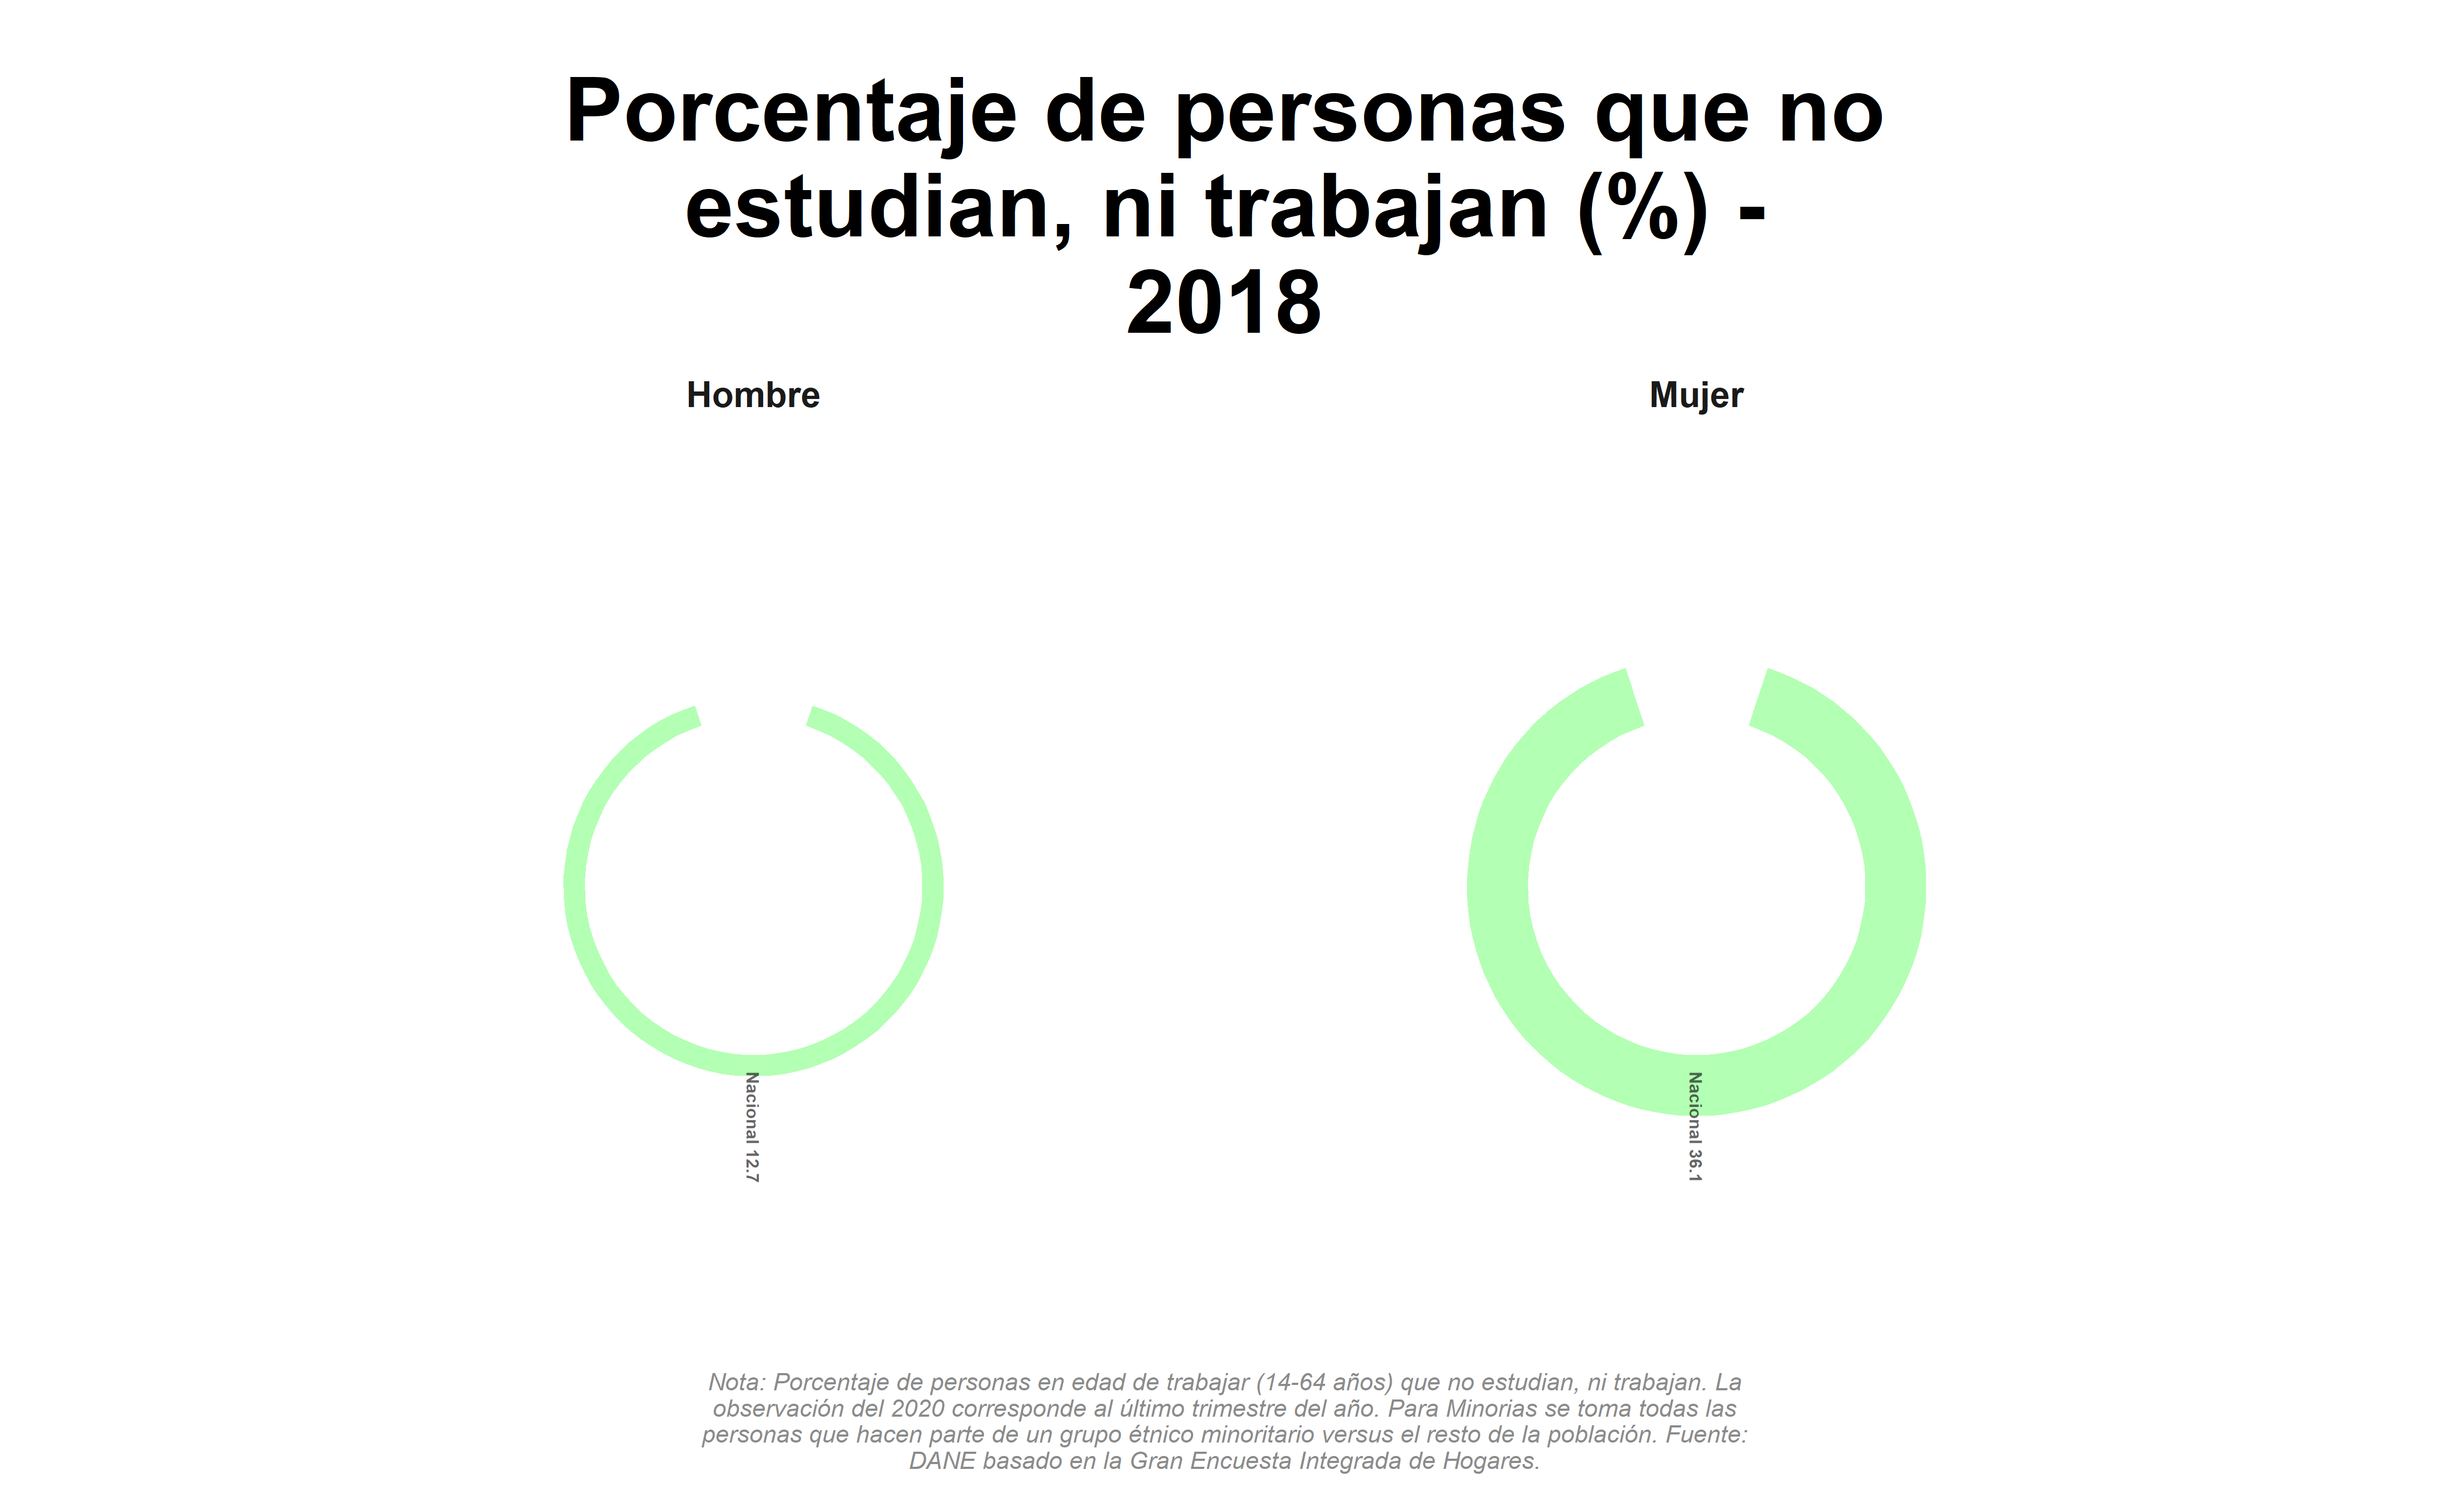 Porcentaje de personas que no
estudian, ni trabajan (%) -
2018
Hombre
Mujer
Nacional 12.7
Nacional 36.1
Nota: Porcentaje de personas en edad de trabajar (14-64 años) que no estudian, ni trabajan. La
observación del 2020 corresponde al último trimestre del año. Para Minorias se toma todas las
personas que hacen parte de un grupo étnico minoritario versus el resto de la población. Fuente:
DANE basado en la Gran Encuesta Integrada de Hogares.